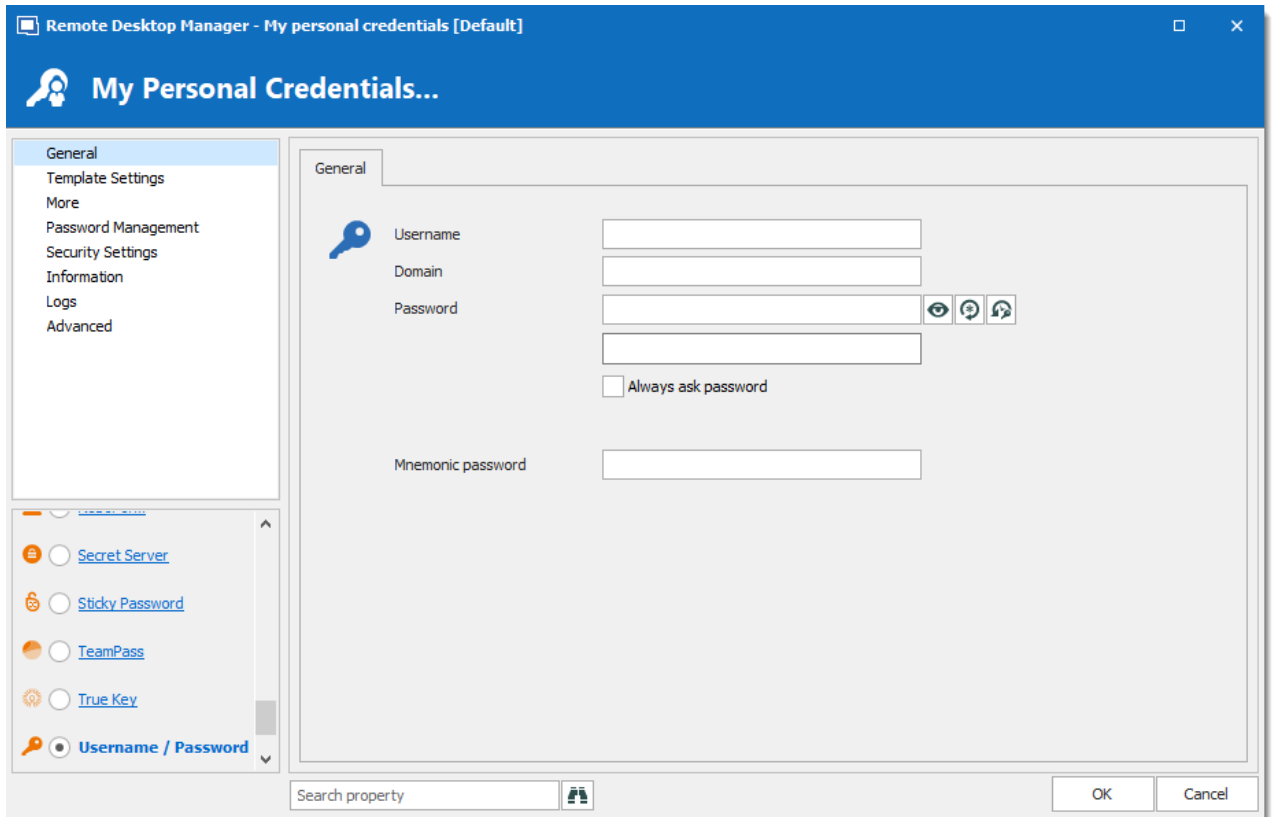 Remote Desktop Manager - My personal credentials [Default]
My Personal Credentials...
General
Template Settings
More
Password Management
Security Settings
Information
Logs
Advanced
Secret Server
Sticky Password
TeamPass
True Key
Username / Password
General
Username
Domain
Password
Always ask password
Mnemonic password
Search property
OK
Cancel